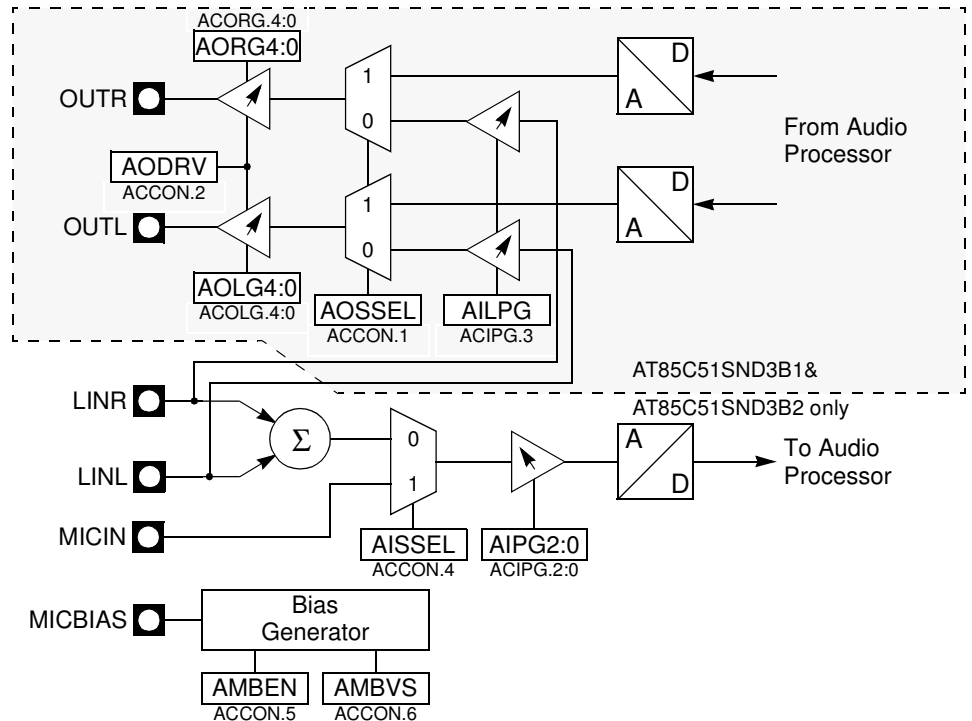 ACORG.4:0
AORG4:0
D
A
1
0
OUTR
From Audio
Processor
AODRV
ACCON.2
D
A
1
0
OUTL
AOLG4:0
ACOLG.4:0
AOSSEL
ACCON.1
AILPG
ACIPG.3
AT85C51SND3B1&
AT85C51SND3B2 only
LINR
Σ
0
1
A
D
To Audio
Processor
LINL
MICIN
AISSEL
ACCON.4
AIPG2:0
ACIPG.2:0
MICBIAS
Bias
Generator
AMBEN
ACCON.5
AMBVS
ACCON.6